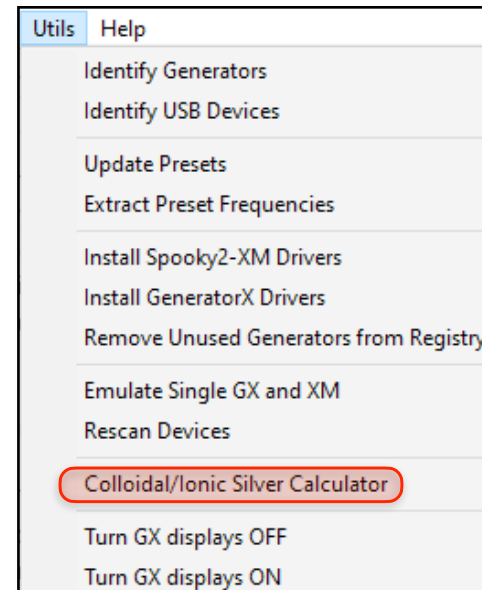 Utils Help
Identify Generators
Identify USB Devices
Update Presets
Extract Preset Frequencies
Install Spooky2-XM Drivers
Install GeneratorX Drivers
Remove Unused Generators from Registry
Emulate Single GX and XM
Rescan Devices
Colloidal/Ionic Silver Calculator
Turn GX displays OFF
Turn GX displays ON